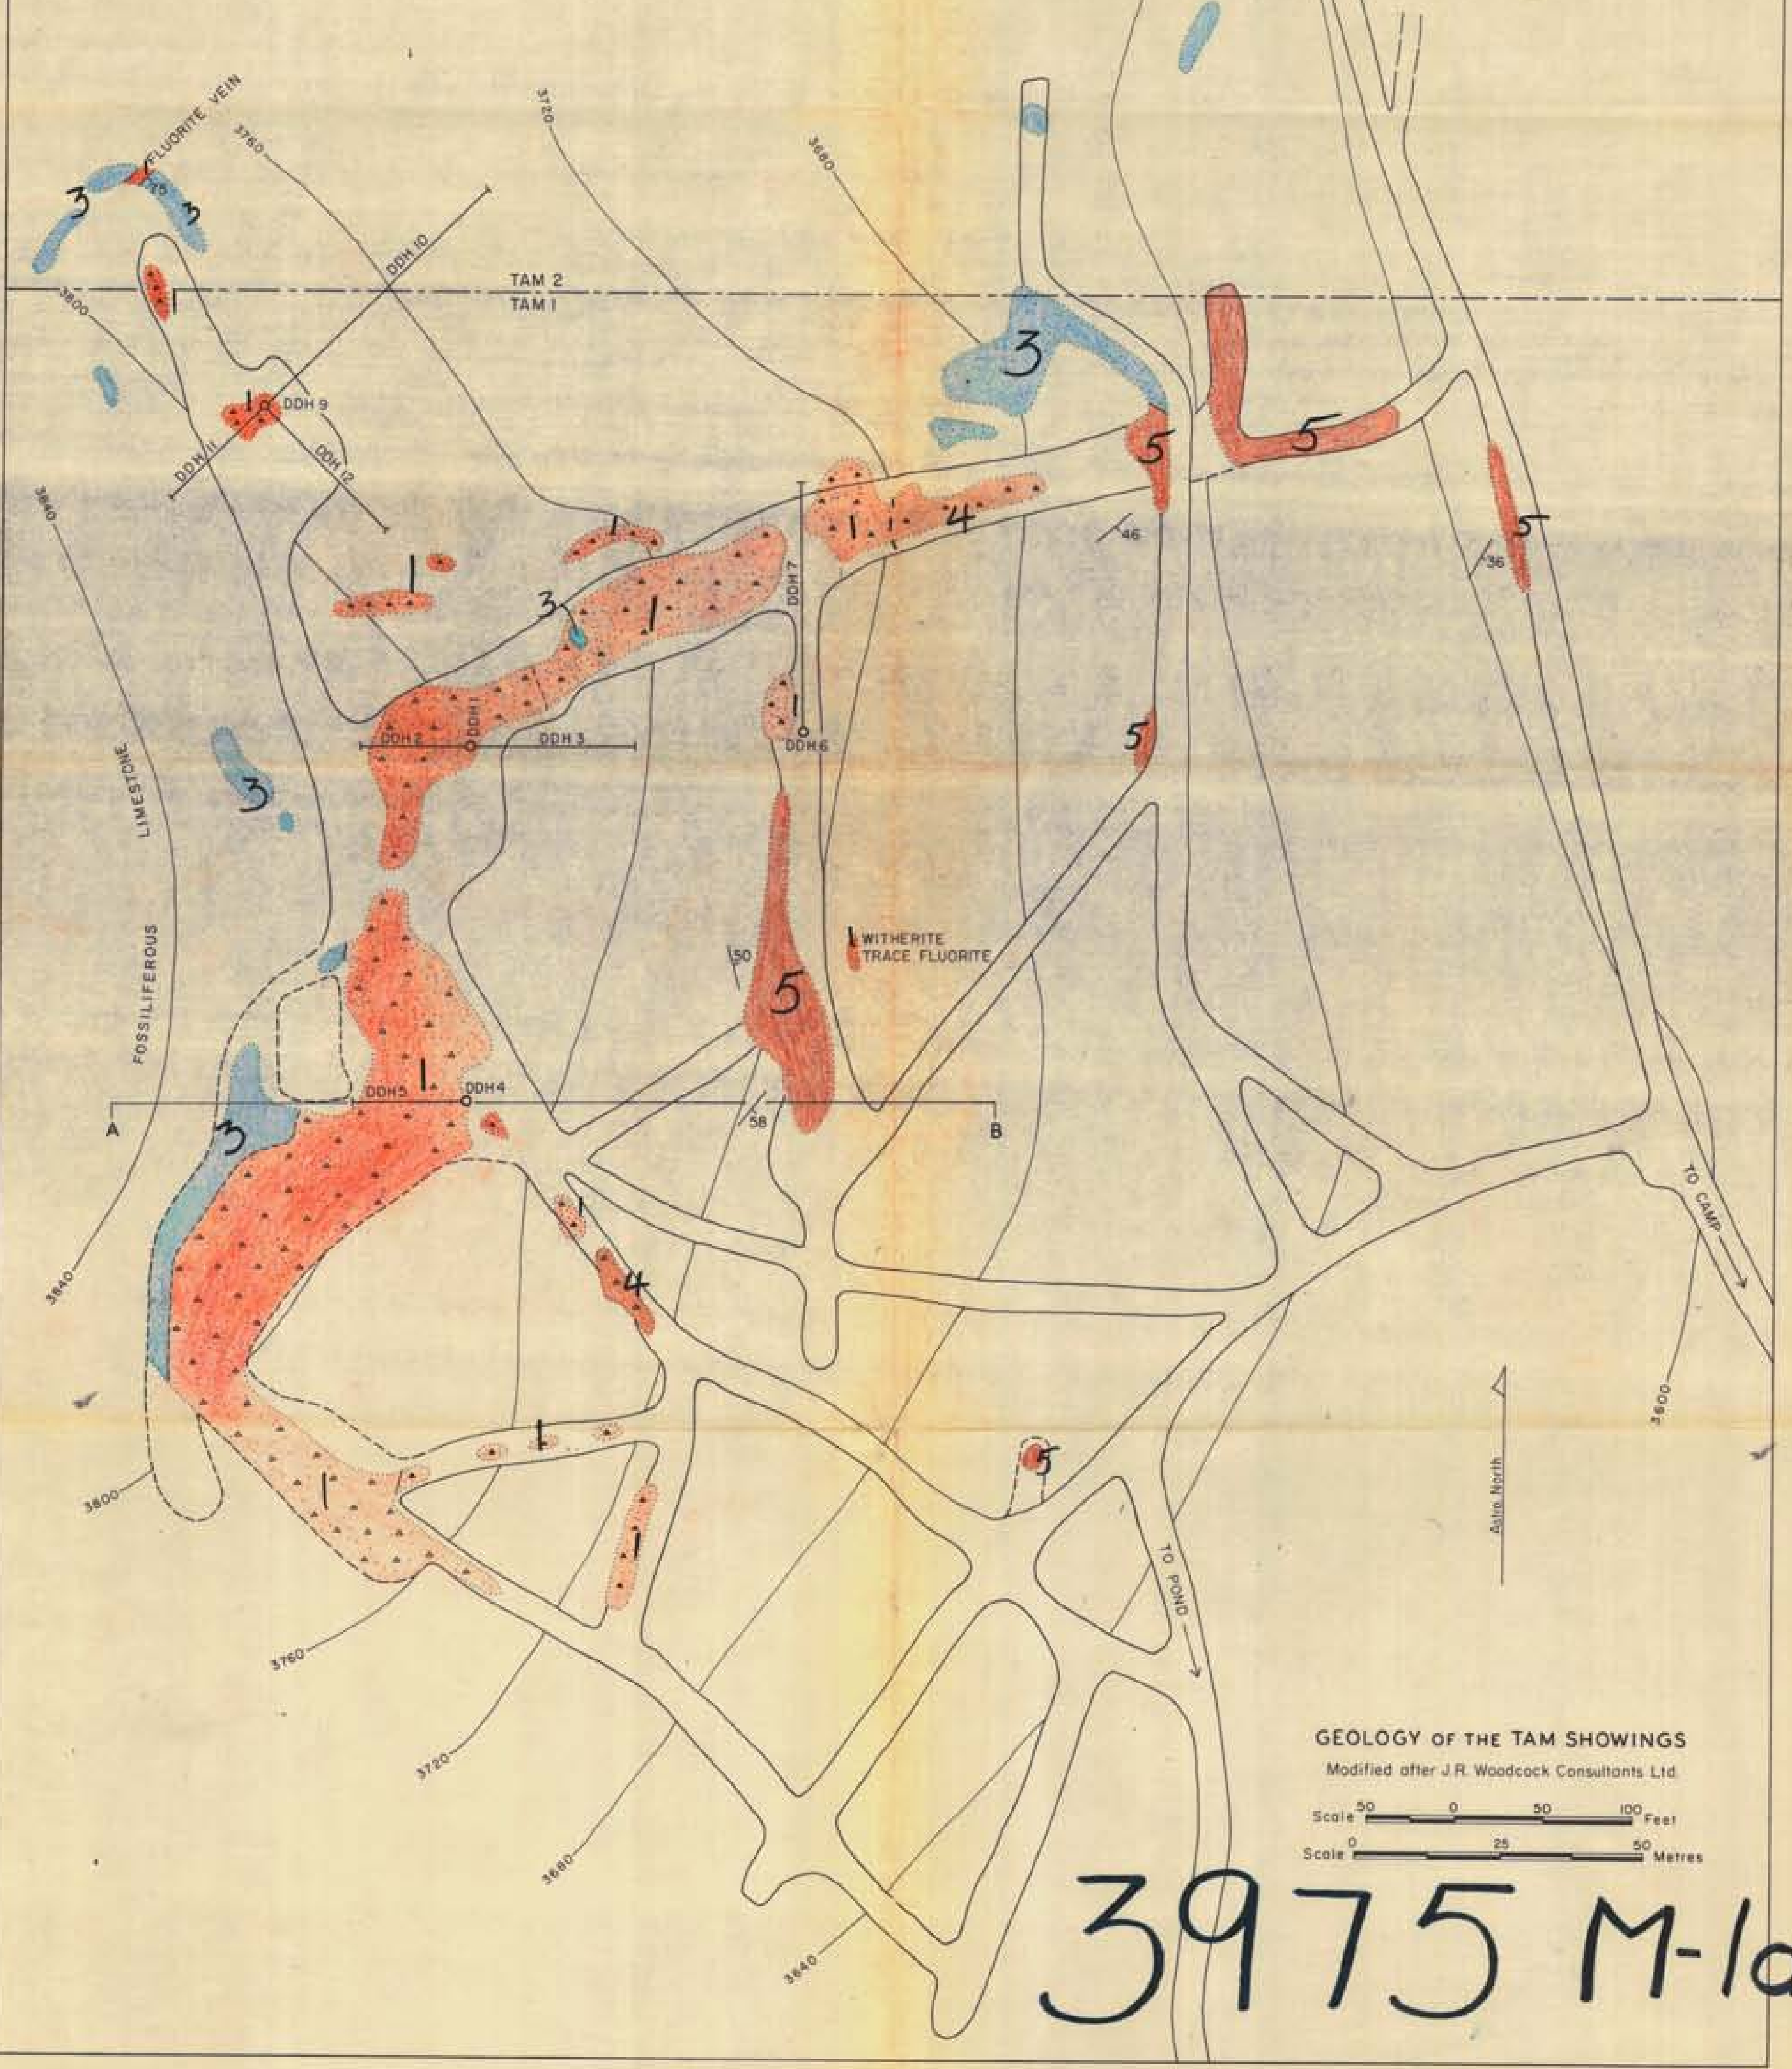 FLUORITE VEIN
3760
3720
3680
75
3
3
DDH 10
TAM 2
TAM 1
3800
1
3
1
DDH 9
DDH 11
DDH 12
5
5
3840
1
4
1
46
5
36
1
3
1
DDH 7
1
DDH 1
DDH 2
DDH 3
DDH 6
5
LIMESTONE
3
FOSSILIFEROUS
50
1 WITHERITE
TRACE FLUORITE
5
1
DDH 5
DDH 4
A
B
58
3
TO CAMP
1
3840
4
3600
1
5
Astro North
1
3800
1
TO POND
3760
3720
GEOLOGY OF THE TAM SHOWINGS
Modified after J.R. Woodcock Consultants Ltd.
Scale 50 0 50 100 Feet
Scale 0 25 50 Metres
3680
3640
3975 M-1a